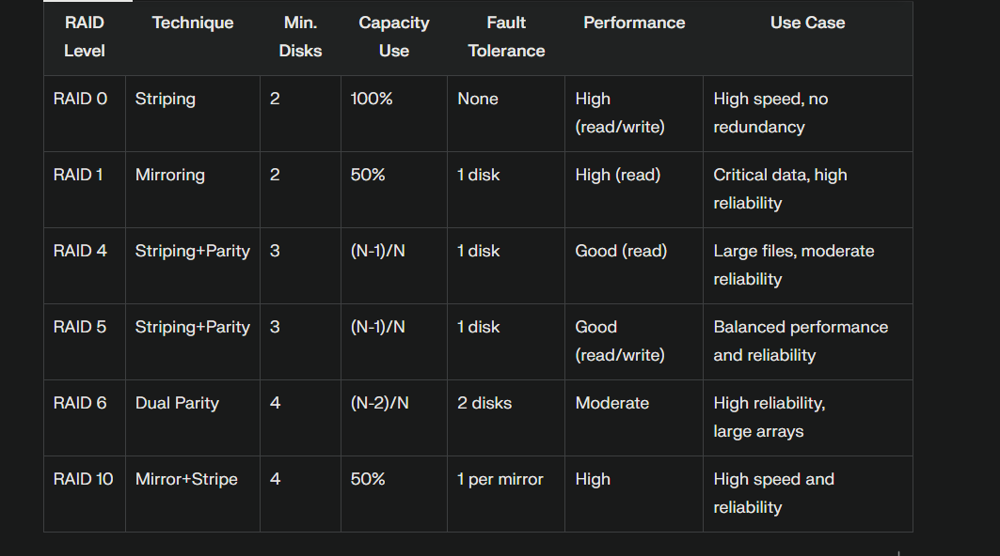 RAID Level | Technique | Min. Disks | Capacity Use | Fault Tolerance | Performance | Use Case
RAID 0 | Striping | 2 | 100% | None | High (read/write) | High speed, no redundancy
RAID 1 | Mirroring | 2 | 50% | 1 disk | High (read) | Critical data, high reliability
RAID 4 | Striping+Parity | 3 | (N-1)/N | 1 disk | Good (read) | Large files, moderate reliability
RAID 5 | Striping+Parity | 3 | (N-1)/N | 1 disk | Good (read/write) | Balanced performance and reliability
RAID 6 | Dual Parity | 4 | (N-2)/N | 2 disks | Moderate | High reliability, large arrays
RAID 10 | Mirror+Stripe | 4 | 50% | 1 per mirror | High | High speed and reliability